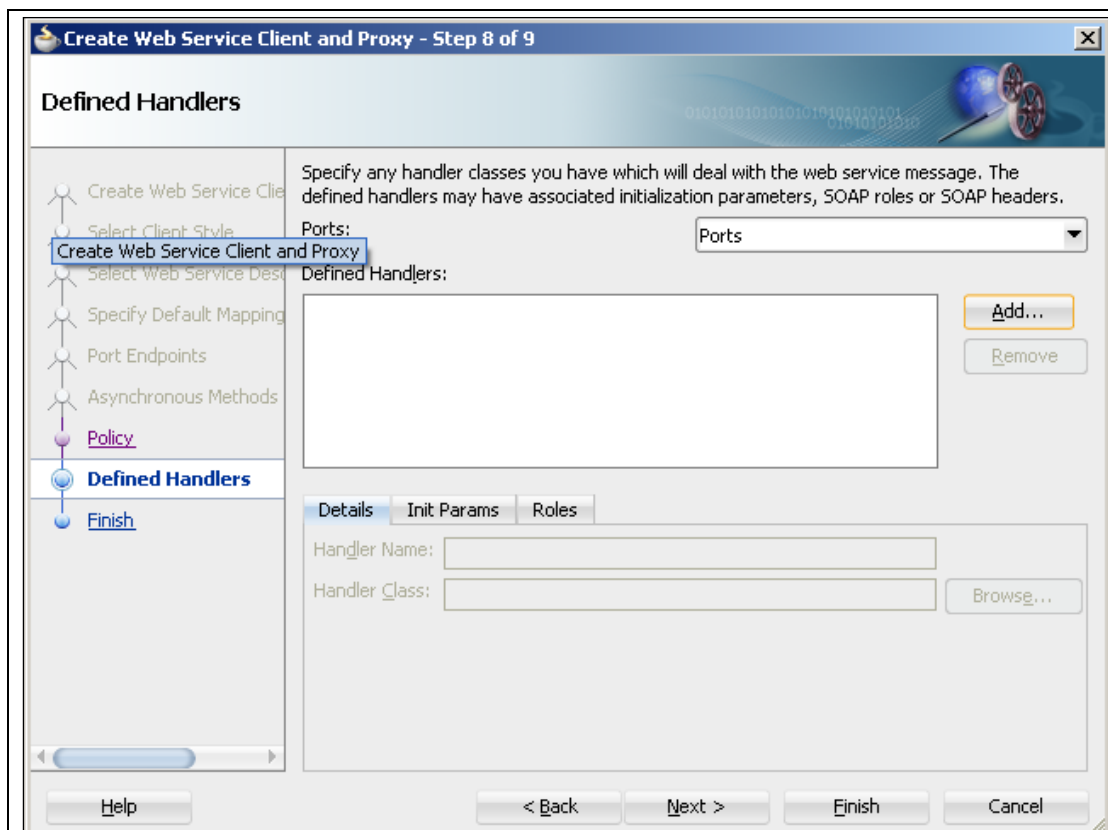 Create Web Service Client and Proxy - Step 8 of 9
Defined Handlers
010101010101010101010101
01010101010
Create Web Service Clie
Select Client Style
Create Web Service Client and Proxy
Select Web Service Desc
Specify Default Mapping
Port Endpoints
Asynchronous Methods
Policy
Defined Handlers
Finish
Specify any handler classes you have which will deal with the web service message. The
defined handlers may have associated initialization parameters, SOAP roles or SOAP headers.
Ports:
Ports
Defined Handlers:
Add...
Remove
Details Init Params Roles
Handler Name:
Handler Class:
Browse...
Help
< Back
Next >
Finish
Cancel